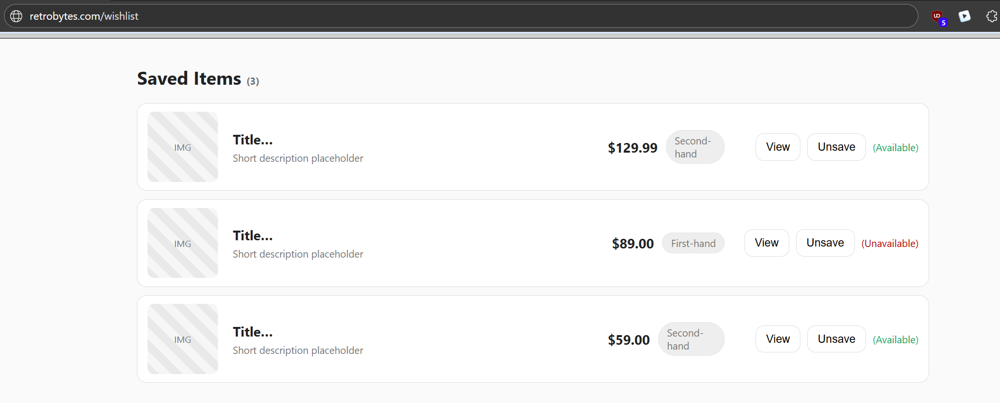 retrobytes.com/wishlist
5
Saved Items (3)
IMG
Title...
Short description placeholder
$129.99
Second-
hand
View
Unsave
(Available)
IMG
Title...
Short description placeholder
$89.00
First-hand
View
Unsave
(Unavailable)
IMG
Title...
Short description placeholder
$59.00
Second-
hand
View
Unsave
(Available)